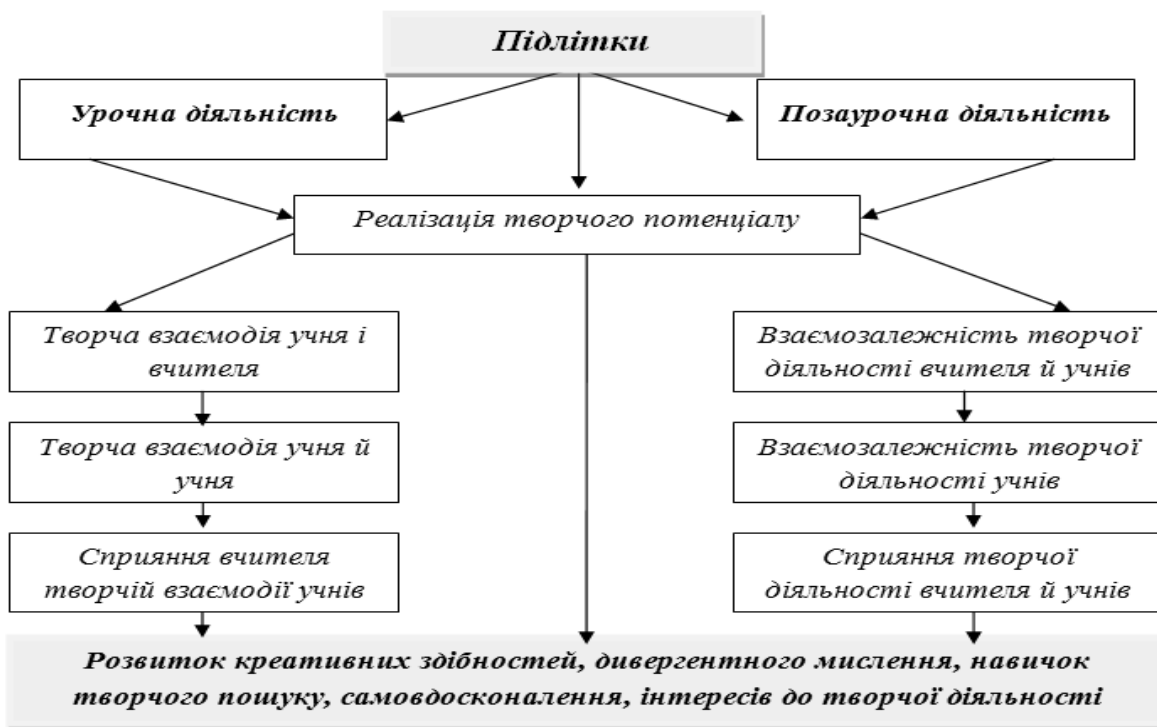 Підлітки
Урочна діяльність
Позаурочна діяльність
Реалізація творчого потенціалу
Творча взаємодія учня і
вчителя
Взаємозалежність творчої
діяльності вчителя й учнів
Творча взаємодія учня й
учня
Взаємозалежність творчої
діяльності учнів
Сприяння вчителя
творчій взаємодії учнів
Сприяння творчої
діяльності вчителя й учнів
Розвиток креативних здібностей, дивергентного мислення, навичок
творчого пошуку, самовдосконалення, інтересів до творчої діяльності